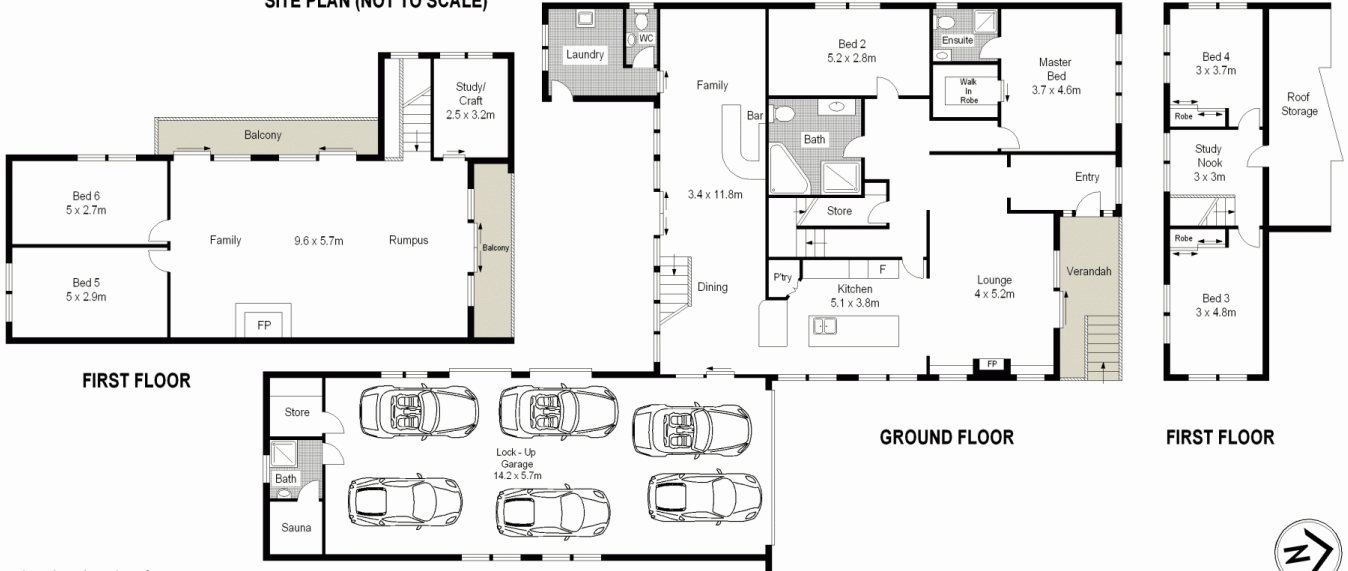 SITE PLAN (NOT TO SCALE)
Study/
Craft
2.5 x 3.2m
Balcony
Bed 6
5 x 2.7m
Family
9.6 x 5.7m
Rumpus
Balcony
Bed 5
5 x 2.9m
FP
FIRST FLOOR
Laundry
WC
Family
Bar
3.4 x 11.8m
Dining
Bed 2
5.2 x 2.8m
Ensuite
Walk
In
Robe
Master
Bed
3.7 x 4.6m
Bath
Store
Entry
P'try
F
Kitchen
5.1 x 3.8m
Lounge
4 x 5.2m
Verandah
FP
GROUND FLOOR
Bed 4
3 x 3.7m
Robe
Roof
Storage
Study
Nook
3 x 3m
Robe
Bed 3
3 x 4.8m
FIRST FLOOR
Store
Bath
Sauna
Lock - Up
Garage
14.2 x 5.7m
N